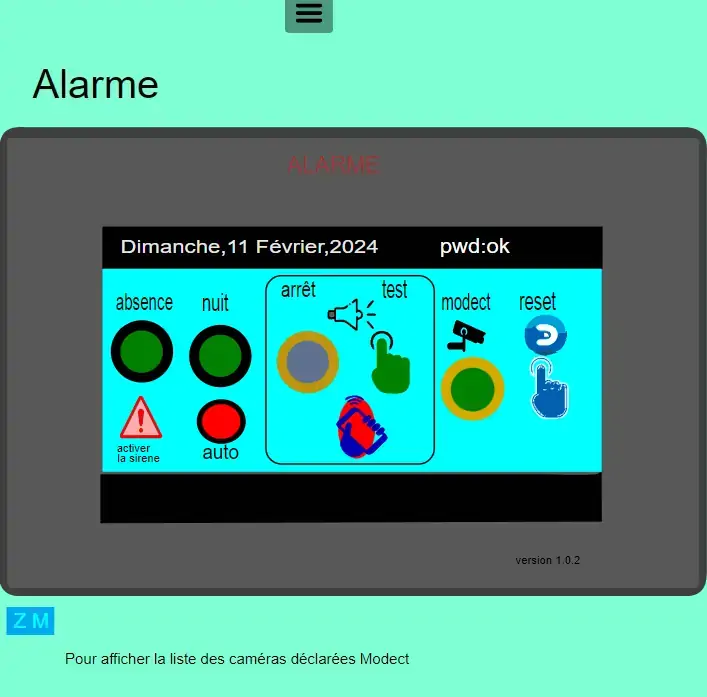 Alarme
ALARME
Dimanche,11 Février,2024 pwd:ok
absence nuit arrêt test modect reset
activer
la sirene
auto
version 1.0.2
Z M
Pour afficher la liste des caméras déclarées Modect